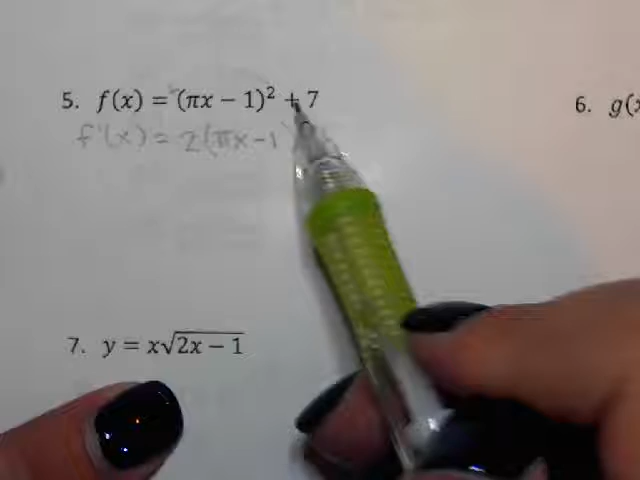 5. f(x) = (πx − 1)² + 7
6. g(x
f'(x) = 2(πx−1
7. y = x√2x − 1